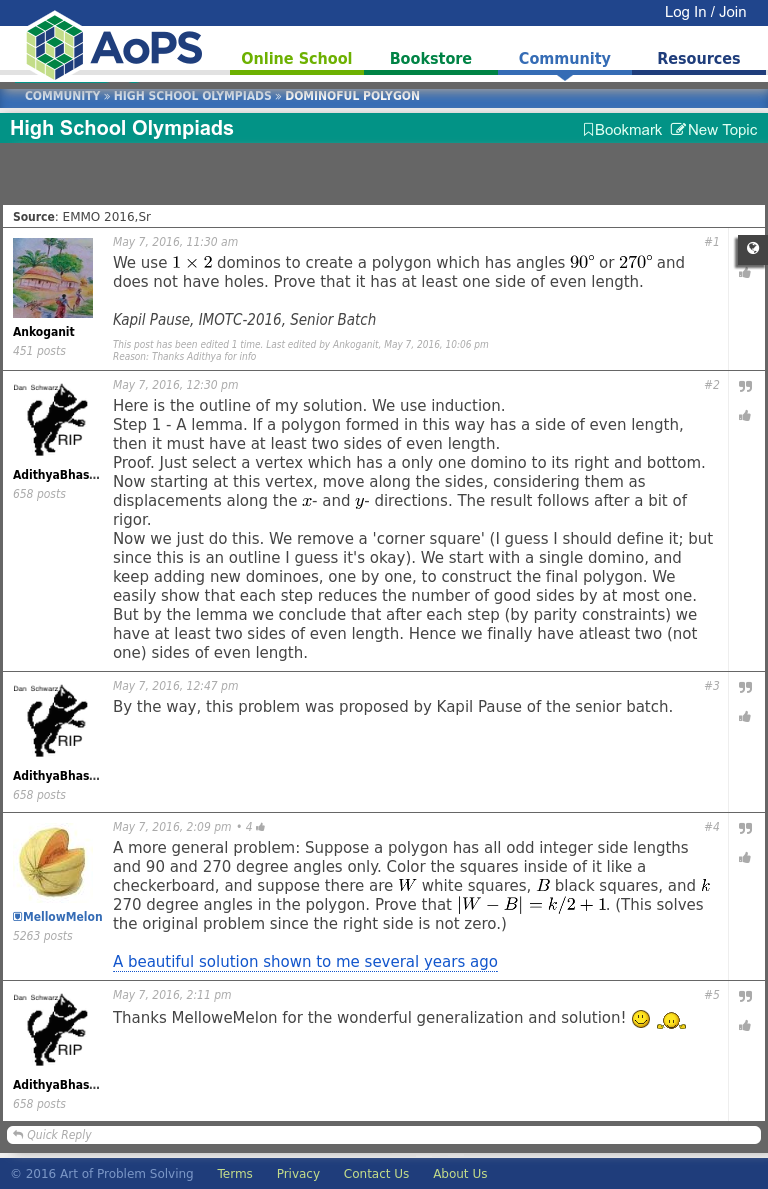 Log In / Join
AoPS
Online School
Bookstore
Community
Resources
COMMUNITY » HIGH SCHOOL OLYMPIADS » DOMINOFUL POLYGON
High School Olympiads
Bookmark
New Topic
Source: EMMO 2016,Sr
May 7, 2016, 11:30 am
#1
We use 1 × 2 dominos to create a polygon which has angles 90° or 270° and
does not have holes. Prove that it has at least one side of even length.
Kapil Pause, IMOTC-2016, Senior Batch
This post has been edited 1 time. Last edited by Ankoganit, May 7, 2016, 10:06 pm
Reason: Thanks Adithya for info
Ankoganit
451 posts
May 7, 2016, 12:30 pm
#2
Dan Schwarz
RIP
AdithyaBhas...
658 posts
Here is the outline of my solution. We use induction.
Step 1 - A lemma. If a polygon formed in this way has a side of even length,
then it must have at least two sides of even length.
Proof. Just select a vertex which has a only one domino to its right and bottom.
Now starting at this vertex, move along the sides, considering them as
displacements along the x- and y- directions. The result follows after a bit of
rigor.
Now we just do this. We remove a 'corner square' (I guess I should define it; but
since this is an outline I guess it's okay). We start with a single domino, and
keep adding new dominoes, one by one, to construct the final polygon. We
easily show that each step reduces the number of good sides by at most one.
But by the lemma we conclude that after each step (by parity constraints) we
have at least two sides of even length. Hence we finally have atleast two (not
one) sides of even length.
May 7, 2016, 12:47 pm
#3
Dan Schwarz
RIP
AdithyaBhas...
658 posts
By the way, this problem was proposed by Kapil Pause of the senior batch.
May 7, 2016, 2:09 pm • 4
#4
MellowMelon
5263 posts
A more general problem: Suppose a polygon has all odd integer side lengths
and 90 and 270 degree angles only. Color the squares inside of it like a
checkerboard, and suppose there are W white squares, B black squares, and k
270 degree angles in the polygon. Prove that |W − B| = k/2 + 1. (This solves
the original problem since the right side is not zero.)
A beautiful solution shown to me several years ago
May 7, 2016, 2:11 pm
#5
Dan Schwarz
RIP
AdithyaBhas...
658 posts
Thanks MelloweMelon for the wonderful generalization and solution!
Quick Reply
© 2016 Art of Problem Solving
Terms
Privacy
Contact Us
About Us